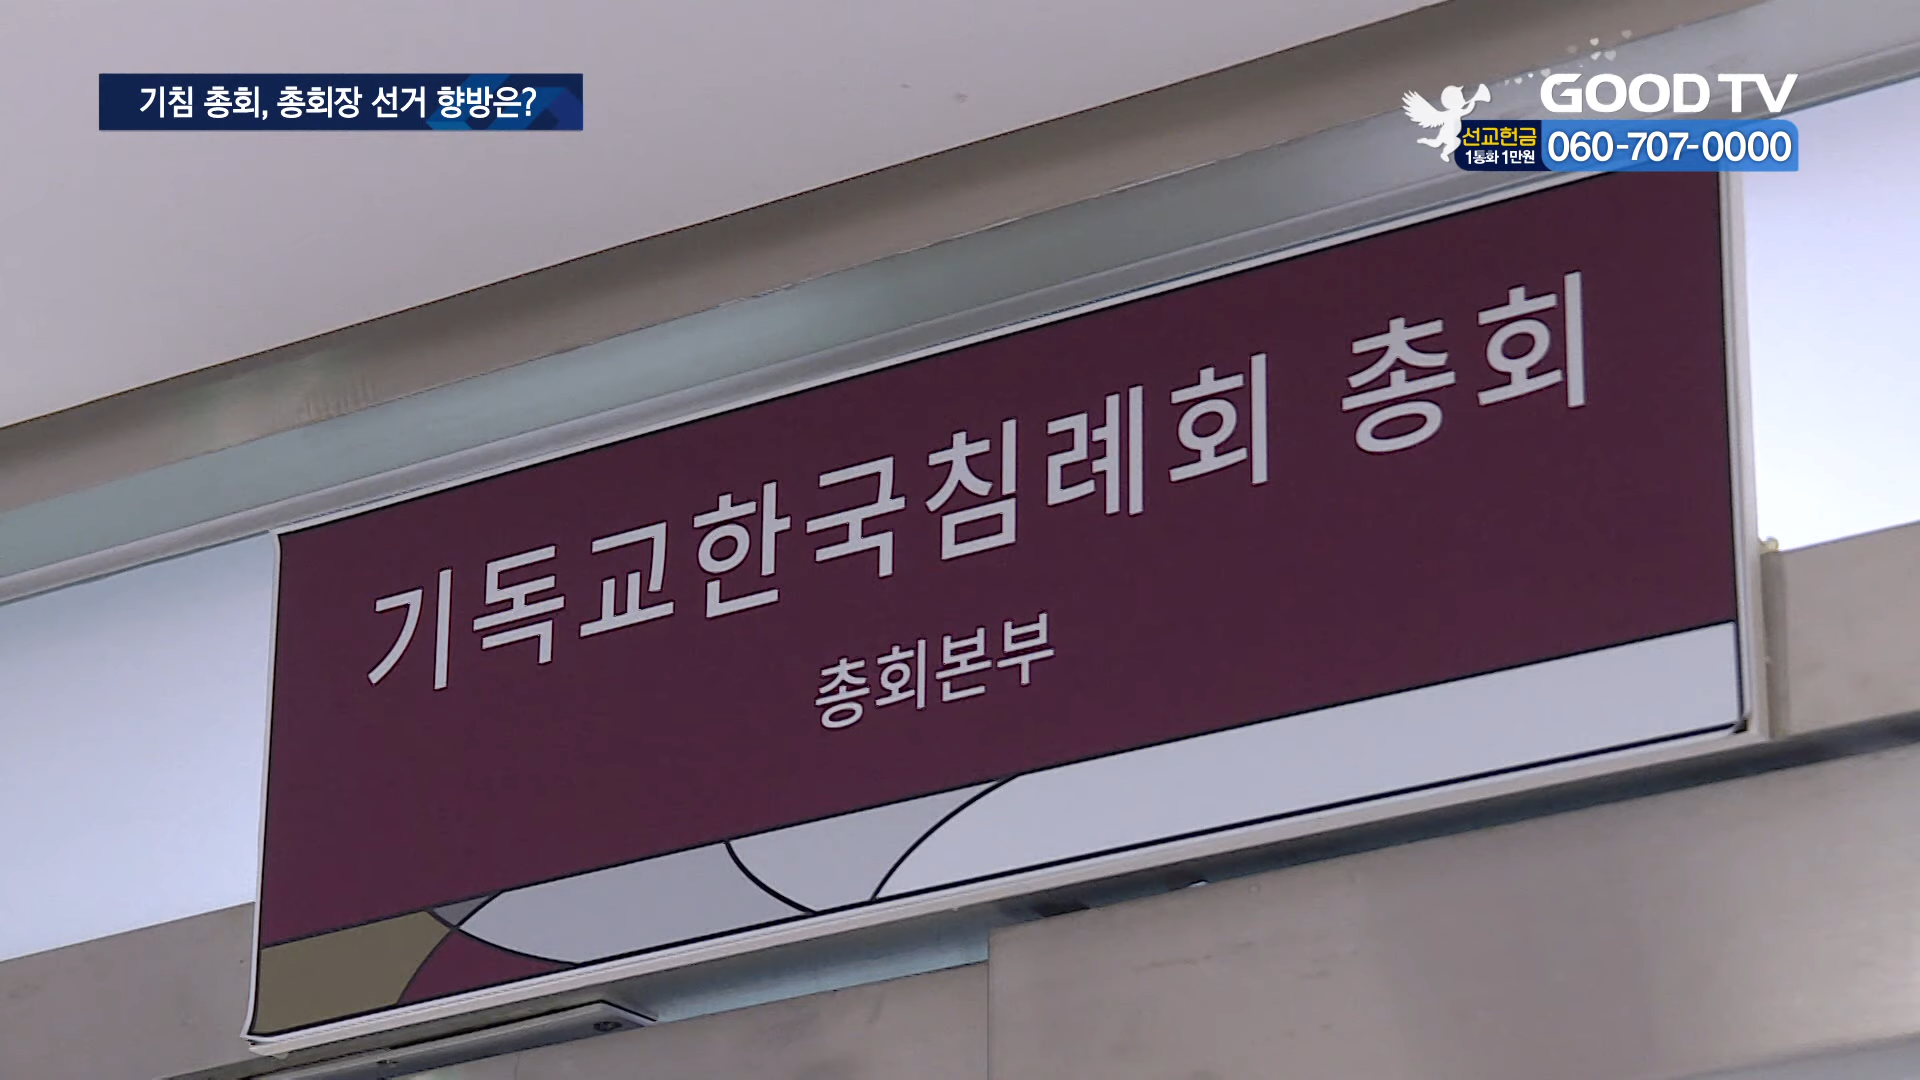 기침 총회, 총회장 선거 향방은?
GOOD TV
선교헌금
1통화 1만원
060-707-0000
기독교한국침례회 총회
총회본부